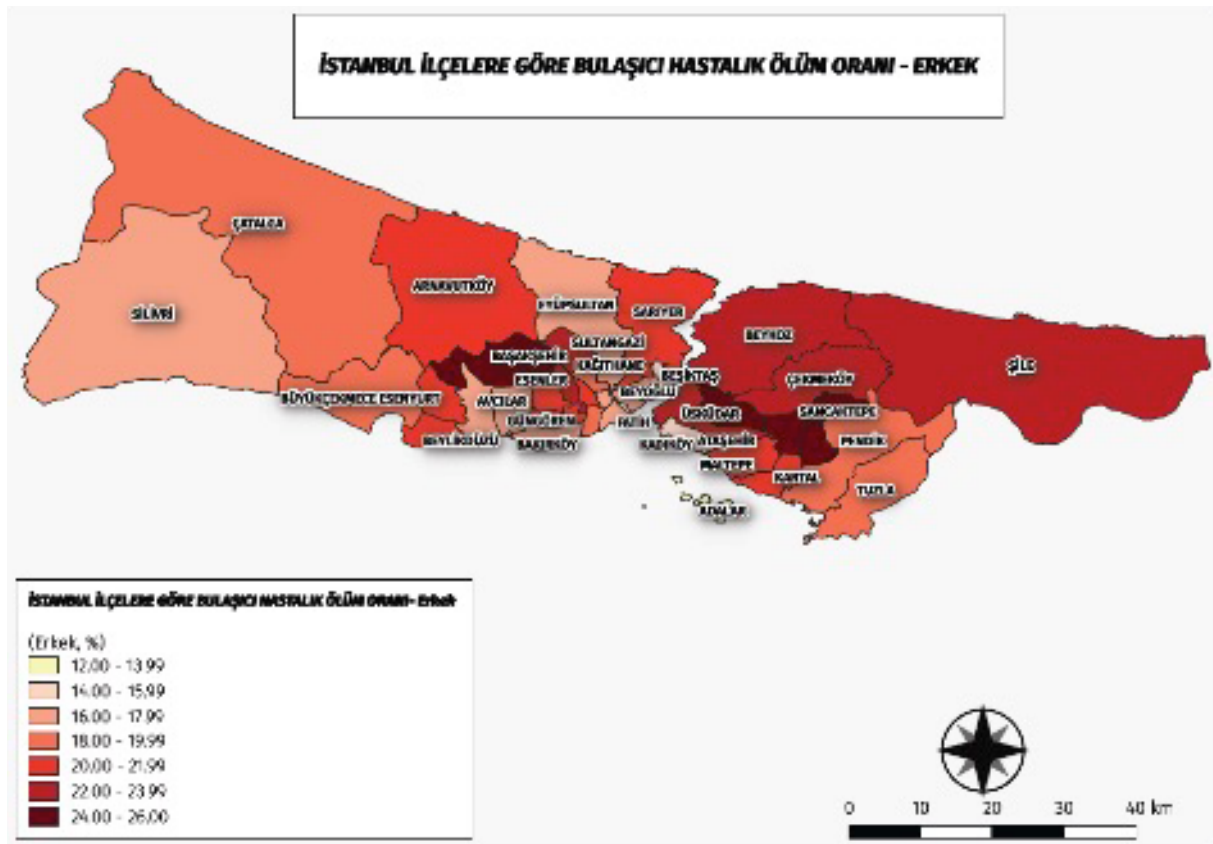 İSTANBUL İLÇELERE GÖRE BULAŞICI HASTALIK ÖLÜM ORANI - ERKEK
ÇATALCA
SİLİVRİ
ARNAVUTKÖY
EYÜPSULTAN
SARIYER
BEYKOZ
ŞİLE
SULTANGAZİ
BAŞAKŞEHİR
KAĞITHANE
BEŞİKTAŞ
ESENLER
ÇEKMEKÖY
BEYOĞLU
BÜYÜKÇEKMECE ESENYURT
AVCILAR
ÜSKÜDAR
SANCAKTEPE
GÜNGÖREN
FATİH
BEYLİKDÜZÜ
BAKIRKÖY
KADIKÖY
ATAŞEHİR
PENDİK
MALTEPE
KARTAL
TUZLA
ADALAR
İSTANBUL İLÇELERE GÖRE BULAŞICI HASTALIK ÖLÜM ORANI- Erkek
(Erkek, %)
12.00 - 13.99
14.00 - 15.99
16.00 - 17.99
18.00 - 19.99
20.00 - 21.99
22.00 - 23.99
24.00 - 26.00
0 10 20 30 40 km